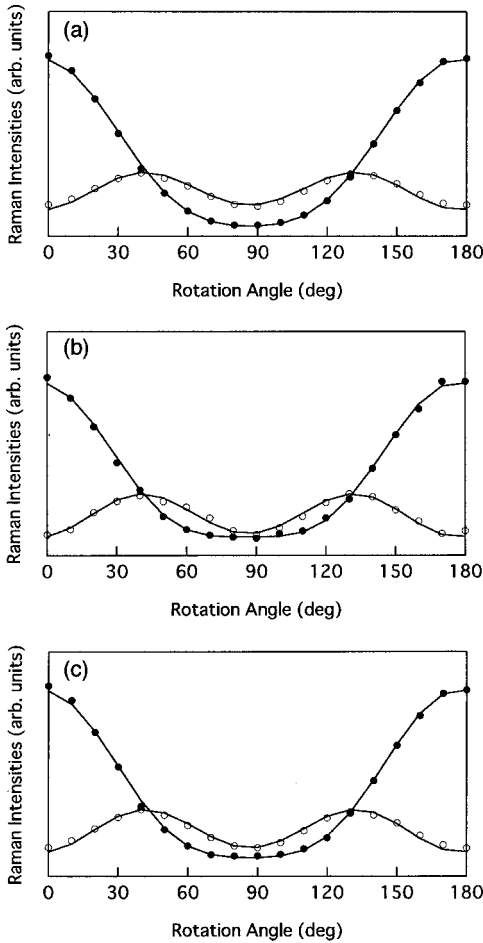 (a)
Raman Intensities (arb. units)
0 30 60 90 120 150 180
Rotation Angle (deg)
(b)
Raman Intensities (arb. units)
0 30 60 90 120 150 180
Rotation Angle (deg)
(c)
Raman Intensities (arb. units)
0 30 60 90 120 150 180
Rotation Angle (deg)